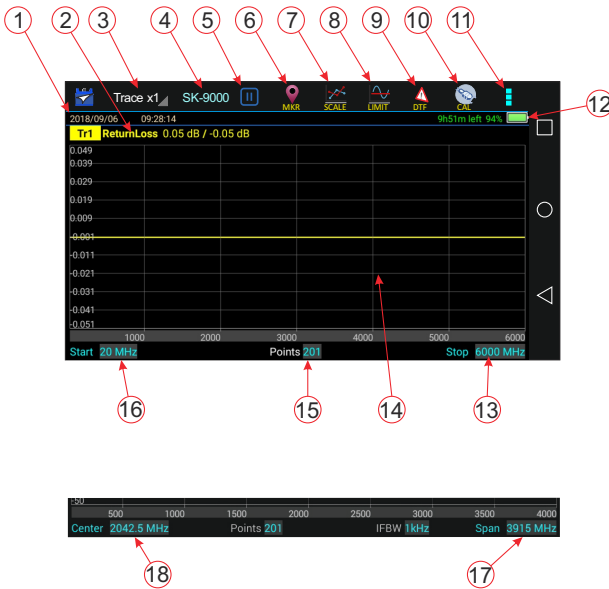 1 2 3 4 5 6 7 8 9 10 11
Trace x1 SK-9000 MKR SCALE LIMIT DTF CAL
12
2018/09/06 09:28:14 9h51m left 94%
Tr1 ReturnLoss 0.05 dB / -0.05 dB
0.049
0.039
0.029
0.019
0.009
-0.001
-0.011
-0.021
-0.031
-0.041
-0.051
1000 2000 3000 4000 5000 6000
Start 20 MHz Points 201 Stop 6000 MHz
16 15 14 13
-50
500 1000 1500 2000 2500 3000 3500 4000
Center 2042.5 MHz Points 201 IFBW 1kHz Span 3915 MHz
18 17